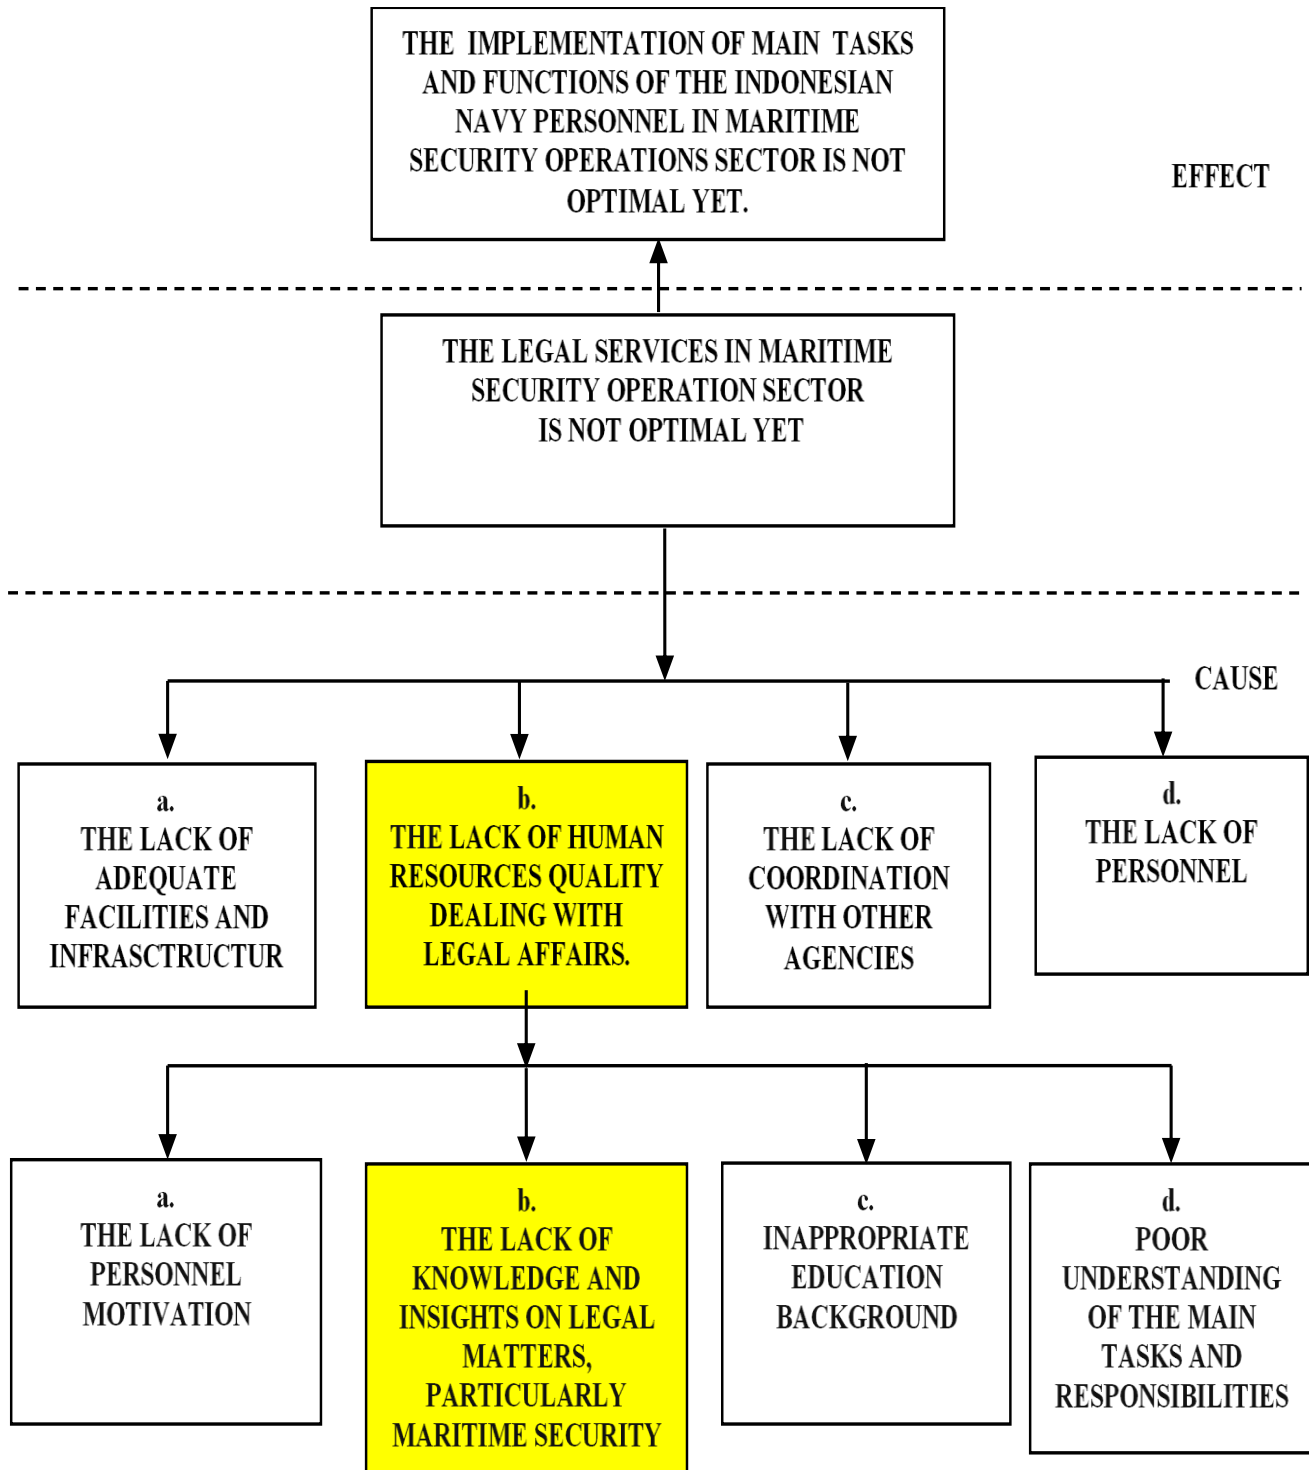 THE IMPLEMENTATION OF MAIN TASKS
AND FUNCTIONS OF THE INDONESIAN
NAVY PERSONNEL IN MARITIME
SECURITY OPERATIONS SECTOR IS NOT
OPTIMAL YET.
EFFECT
THE LEGAL SERVICES IN MARITIME
SECURITY OPERATION SECTOR
IS NOT OPTIMAL YET
CAUSE
a.
THE LACK OF
ADEQUATE
FACILITIES AND
INFRASCTRUCTUR
b.
THE LACK OF HUMAN
RESOURCES QUALITY
DEALING WITH
LEGAL AFFAIRS.
c.
THE LACK OF
COORDINATION
WITH OTHER
AGENCIES
d.
THE LACK OF
PERSONNEL
a.
THE LACK OF
PERSONNEL
MOTIVATION
b.
THE LACK OF
KNOWLEDGE AND
INSIGHTS ON LEGAL
MATTERS,
PARTICULARLY
MARITIME SECURITY
c.
INAPPROPRIATE
EDUCATION
BACKGROUND
d.
POOR
UNDERSTANDING
OF THE MAIN
TASKS AND
RESPONSIBILITIES